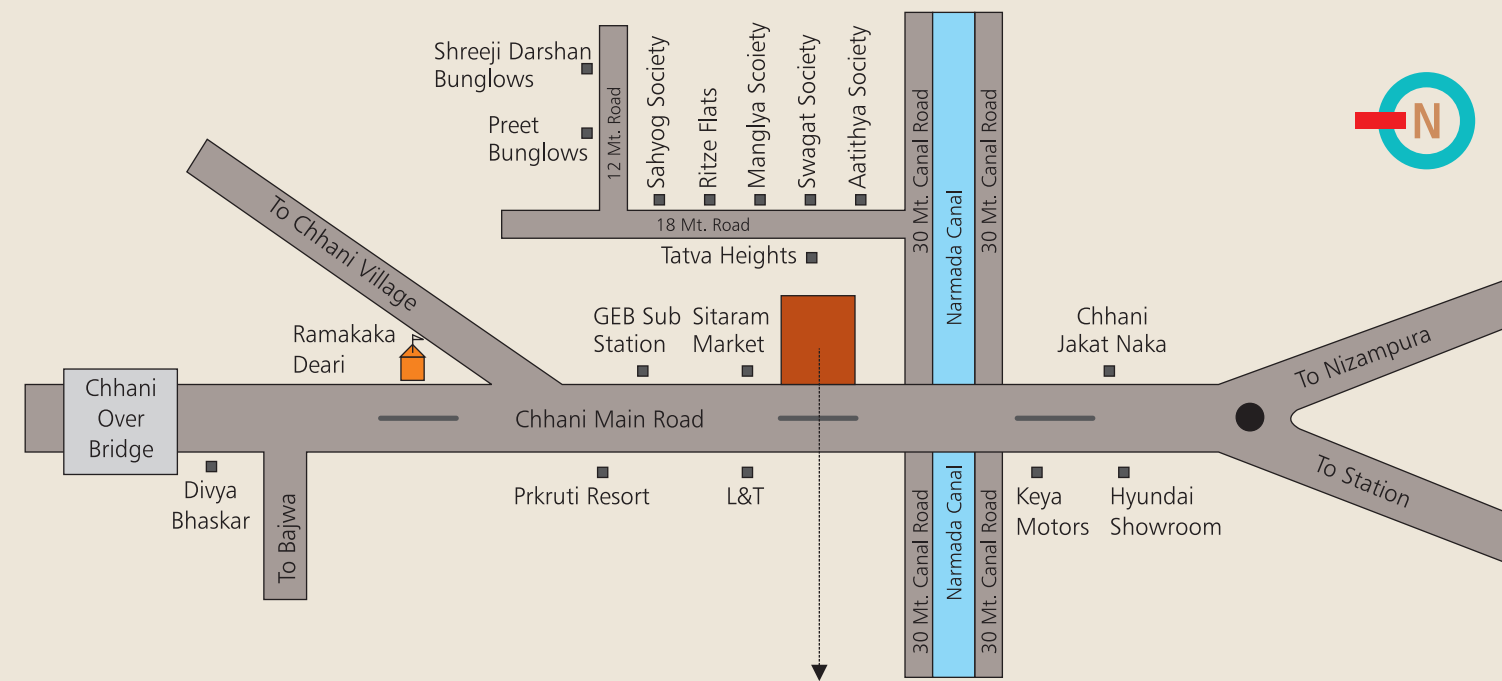 Shreeji Darshan
Bunglows
Preet
Bunglows
12 Mt. Road
Sahyog Society
Ritze Flats
Manglya Scoiety
Swagat Society
Aatithya Society
30 Mt. Canal Road
Narmada Canal
30 Mt. Canal Road
N
18 Mt. Road
Tatva Heights
To Chhani Village
Ramakaka
Deari
GEB Sub
Station
Sitaram
Market
Chhani
Jakat Naka
To Nizampura
Chhani
Over
Bridge
Chhani Main Road
To Station
Divya
Bhaskar
To Bajwa
Prkruti Resort
L&T
30 Mt. Canal Road
Narmada Canal
30 Mt. Canal Road
Keya
Motors
Hyundai
Showroom